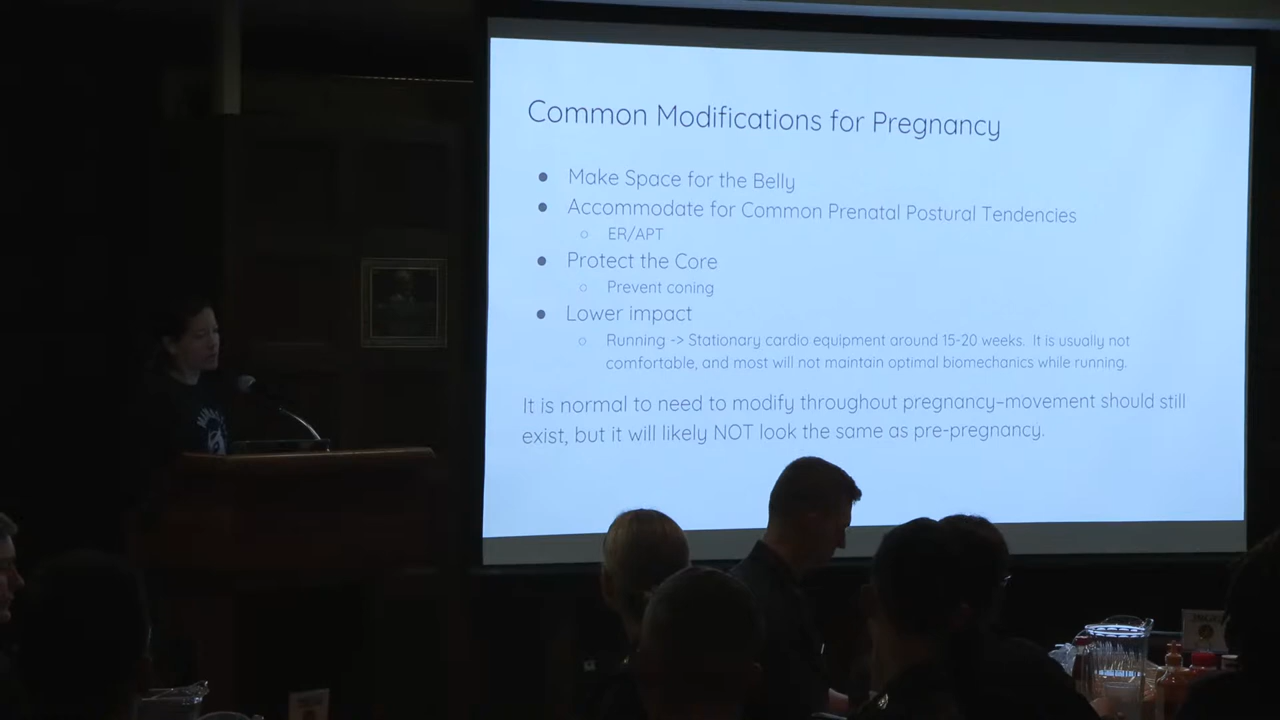 Common Modifications for Pregnancy
● Make Space for the Belly
● Accommodate for Common Prenatal Postural Tendencies
○ ER/APT
● Protect the Core
○ Prevent coning
● Lower impact
○ Running -> Stationary cardio equipment around 15-20 weeks. It is usually not
comfortable, and most will not maintain optimal biomechanics while running.
It is normal to need to modify throughout pregnancy–movement should still
exist, but it will likely NOT look the same as pre-pregnancy.